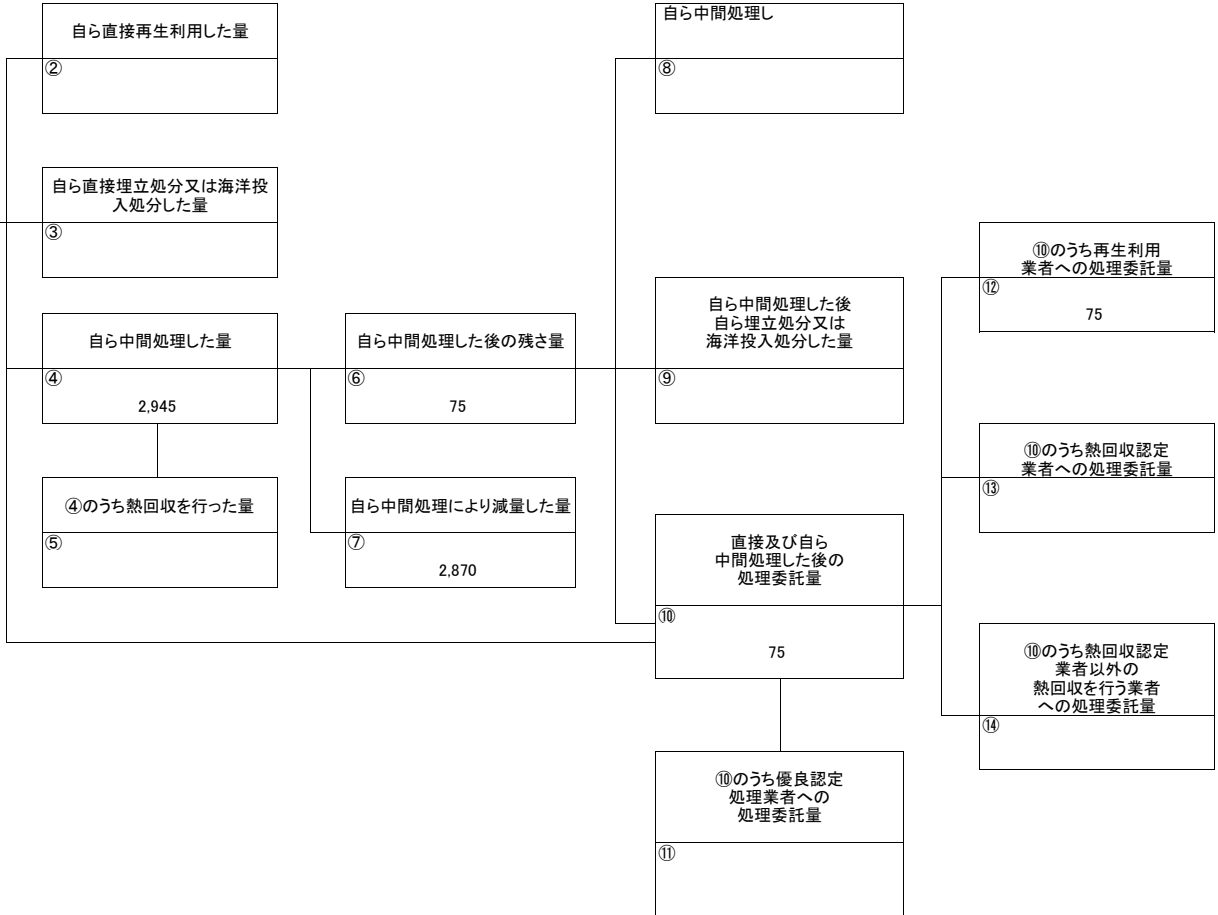 自ら直接再生利用した量
②
自ら直接埋立処分又は海洋投
入処分した量
③
自ら中間処理した量
④
2,945
④のうち熱回収を行った量
⑤
自ら中間処理した後の残さ量
⑥
75
自ら中間処理により減量した量
⑦
2,870
自ら中間処理し
⑧
自ら中間処理した後
自ら埋立処分又は
海洋投入処分した量
⑨
直接及び自ら
中間処理した後の
処理委託量
⑩
75
⑩のうち優良認定
処理業者への
処理委託量
⑪
⑩のうち再生利用
業者への処理委託量
⑫
75
⑩のうち熱回収認定
業者への処理委託量
⑬
⑩のうち熱回収認定
業者以外の
熱回収を行う業者
への処理委託量
⑭